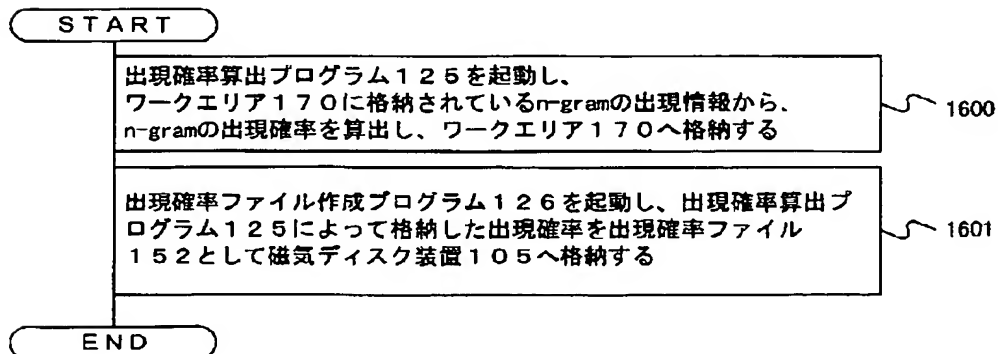 START
出現確率算出プログラム125を起動し、
ワークエリア170に格納されているn-gramの出現情報から、
n-gramの出現確率を算出し、ワークエリア170へ格納する
1600
出現確率ファイル作成プログラム126を起動し、出現確率算出プ
ログラム125によって格納した出現確率を出現確率ファイル
152として磁気ディスク装置105へ格納する
1601
END